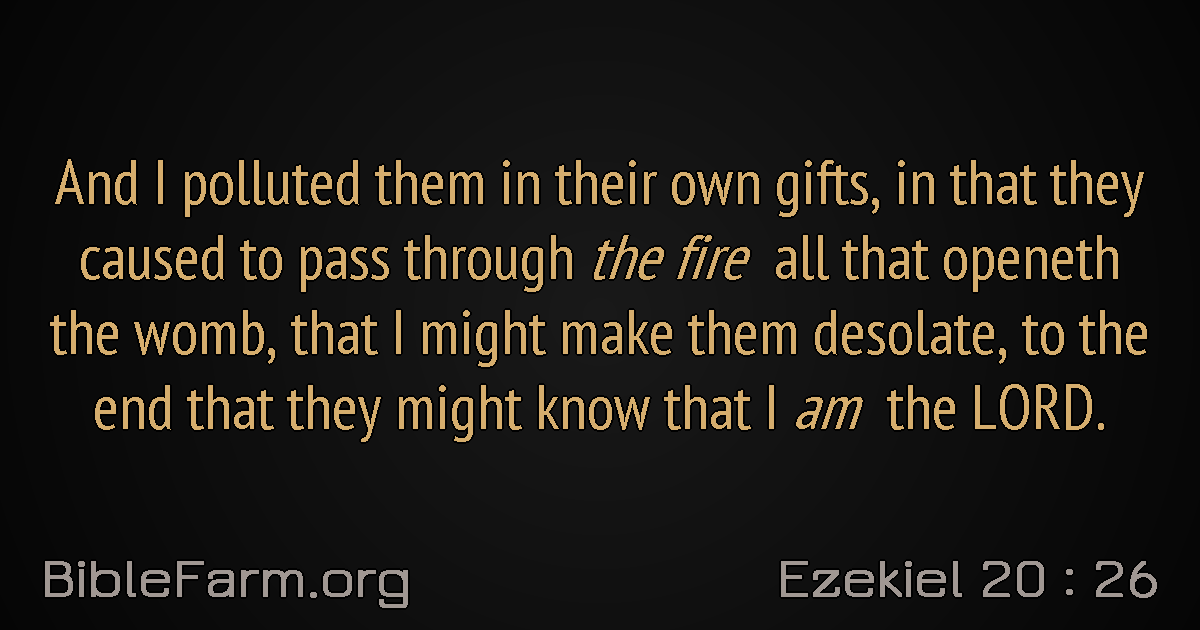 And I polluted them in their own gifts, in that they
caused to pass through the fire all that openeth
the womb, that I might make them desolate, to the
end that they might know that I am the LORD.
BibleFarm.org
Ezekiel 20 : 26